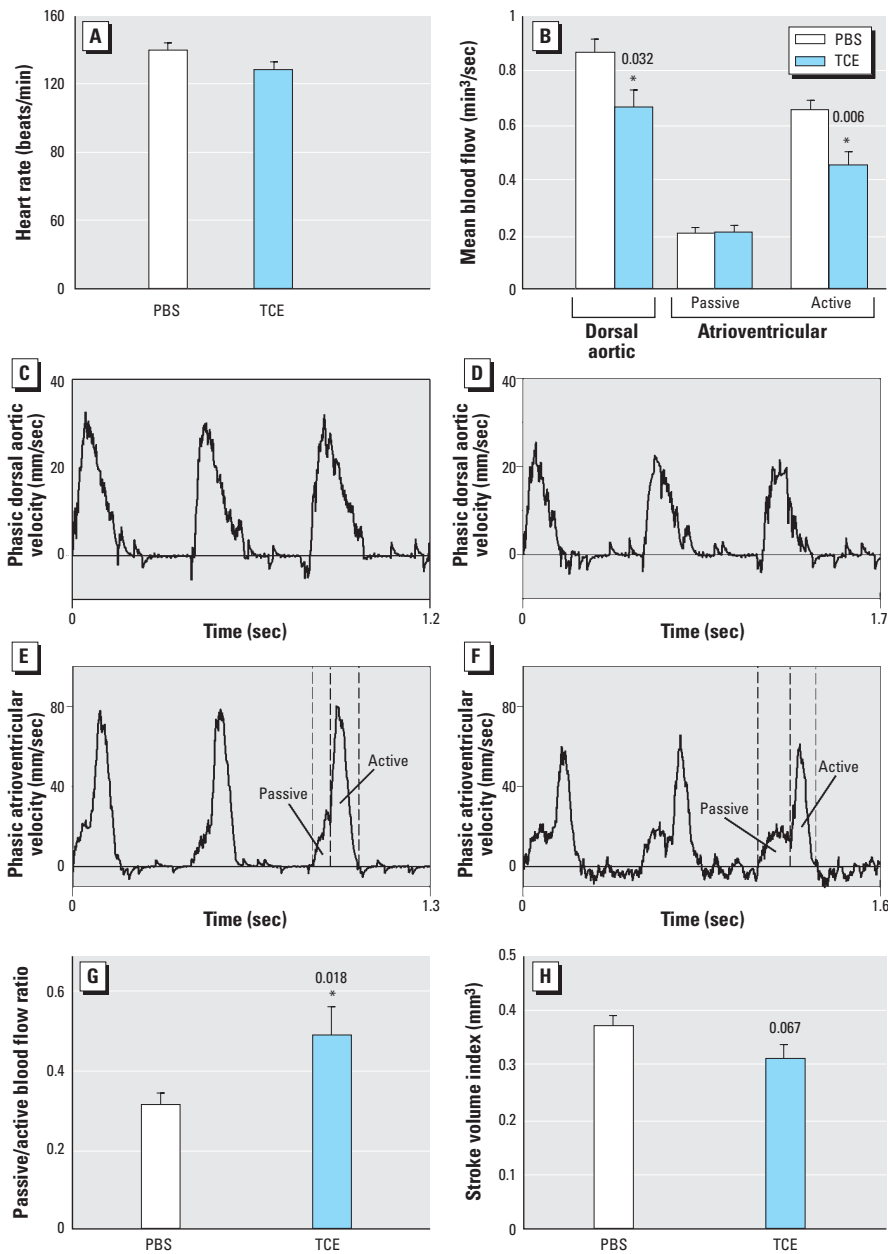 A
Heart rate (beats/min)
160
120
80
60
0
PBS
TCE
B
Mean blood flow (min³/sec)
1
0.8
0.6
0.4
0.2
0
PBS
TCE
0.032
*
0.006
*
Passive
Active
Dorsal
aortic
Atrioventricular
C
Phasic dorsal aortic
velocity (mm/sec)
40
20
0
0
1.2
Time (sec)
D
Phasic dorsal aortic
velocity (mm/sec)
40
20
0
0
1.7
Time (sec)
E
Phasic atrioventricular
velocity (mm/sec)
80
40
0
Passive
Active
0
1.3
Time (sec)
F
Phasic atrioventricular
velocity (mm/sec)
80
40
0
Passive
Active
0
1.6
Time (sec)
G
Passive/active blood flow ratio
0.6
0.4
0.2
0
0.018
*
PBS
TCE
H
Stroke volume index (mm³)
0.5
0.4
0.3
0.2
0.1
0
0.067
PBS
TCE